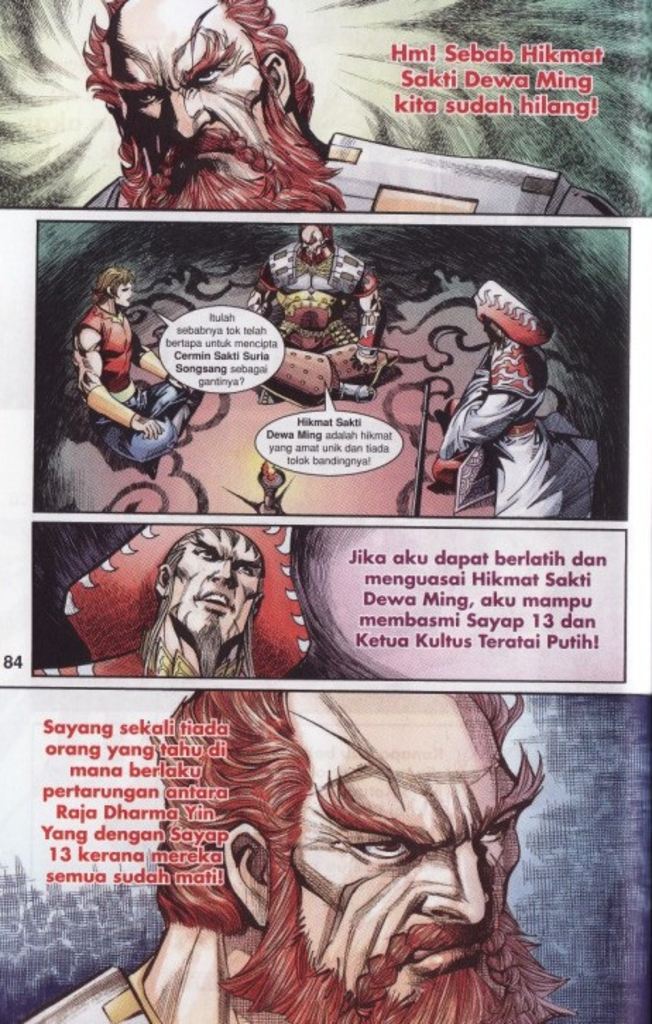 Hm! Sebab Hikmat
Sakti Dewa Ming
kita sudah hilang!
Itulah
sebabnya tok telah
bertapa untuk mencipta
Cermin Sakti Suria
Songsang sebagai
gantinya?
Hikmat Sakti
Dewa Ming adalah hikmat
yang amat unik dan tiada
tolok bandingnya!
Jika aku dapat berlatih dan
menguasai Hikmat Sakti
Dewa Ming, aku mampu
membasmi Sayap 13 dan
Ketua Kultus Teratai Putih!
84
Sayang sekali tiada
orang yang tahu di
mana berlaku
pertarungan antara
Raja Dharma Yin
Yang dengan Sayap
13 kerana mereka
semua sudah mati!